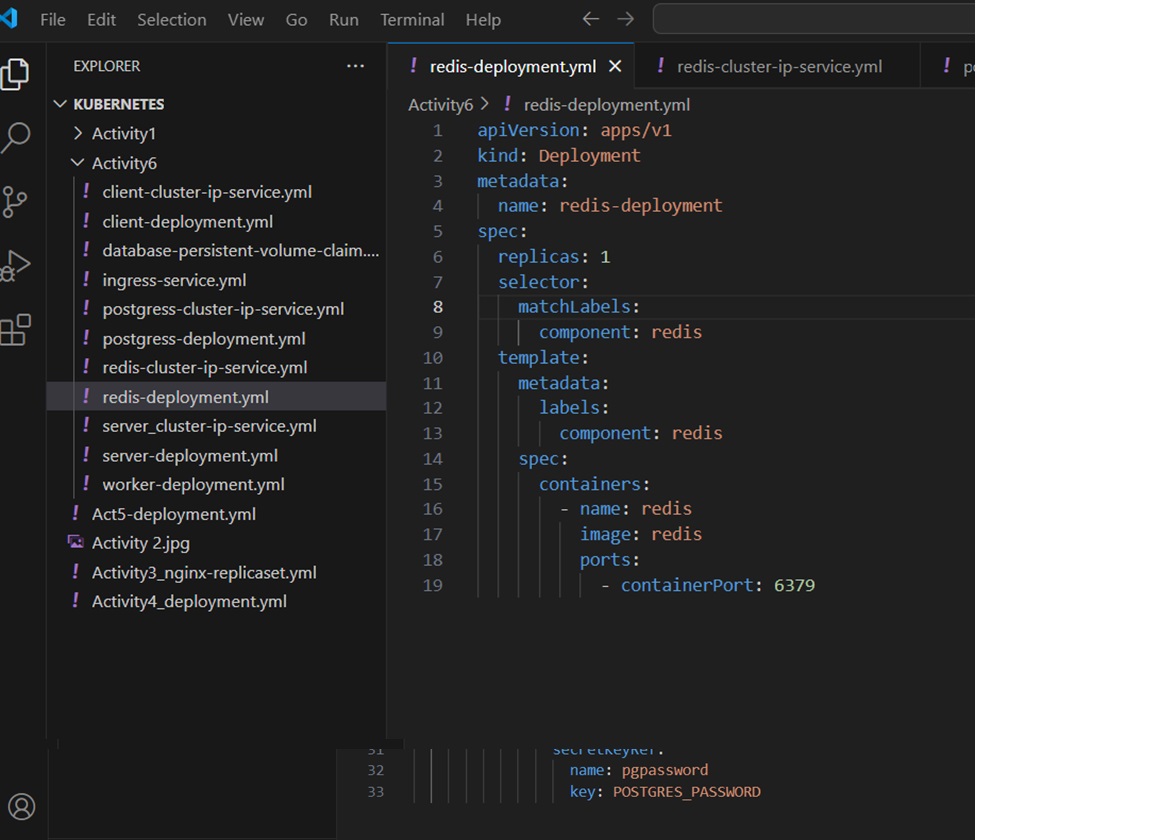 File Edit Selection View Go Run Terminal Help
EXPLORER ...
KUBERNETES
Activity1
Activity6
! client-cluster-ip-service.yml
! client-deployment.yml
! database-persistent-volume-claim....
! ingress-service.yml
! postgress-cluster-ip-service.yml
! postgress-deployment.yml
! redis-cluster-ip-service.yml
! redis-deployment.yml
! server_cluster-ip-service.yml
! server-deployment.yml
! worker-deployment.yml
! Act5-deployment.yml
Activity 2.jpg
! Activity3_nginx-replicaset.yml
! Activity4_deployment.yml
! redis-deployment.yml ! redis-cluster-ip-service.yml !
Activity6 > ! redis-deployment.yml
1 apiVersion: apps/v1
2 kind: Deployment
3 metadata:
4 name: redis-deployment
5 spec:
6 replicas: 1
7 selector:
8 matchLabels:
9 component: redis
10 template:
11 metadata:
12 labels:
13 component: redis
14 spec:
15 containers:
16 - name: redis
17 image: redis
18 ports:
19 - containerPort: 6379
31 secretKeyRef:
32 name: pgpassword
33 key: POSTGRES_PASSWORD